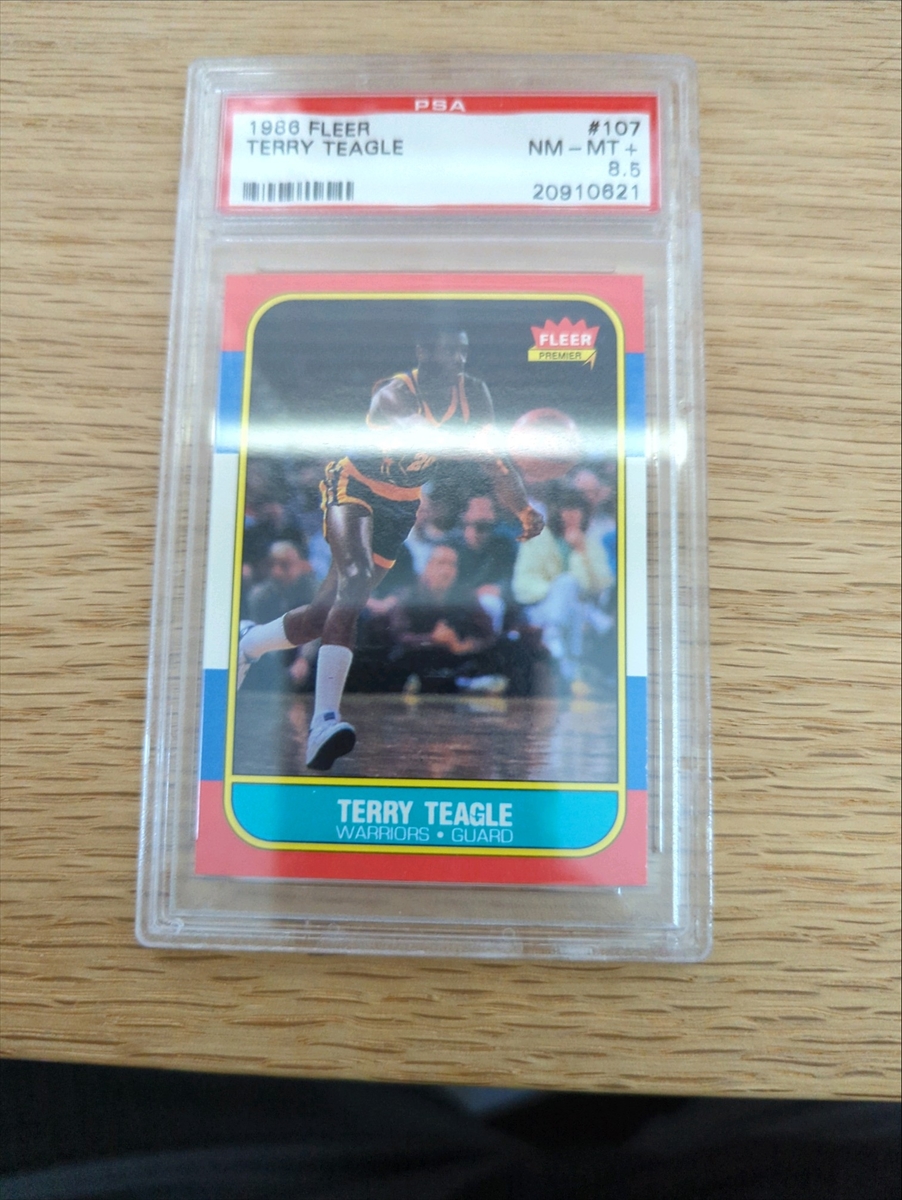 PSA
1986 FLEER #107
TERRY TEAGLE NM-MT+
8.5
20910621
FLEER
PREMIER
TERRY TEAGLE
WARRIORS • GUARD